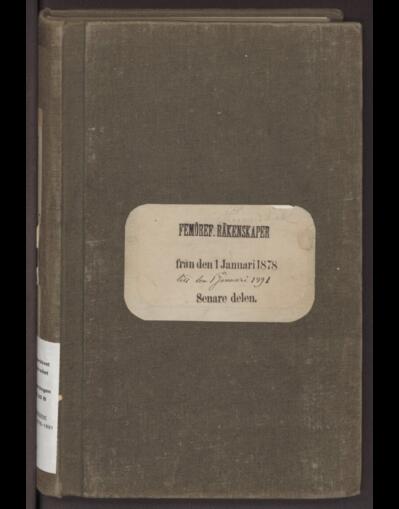 FEMÖREF. RÄKENSKAPER
från den 1 Januari 1878
till den 1 Januari 1891
Senare delen.